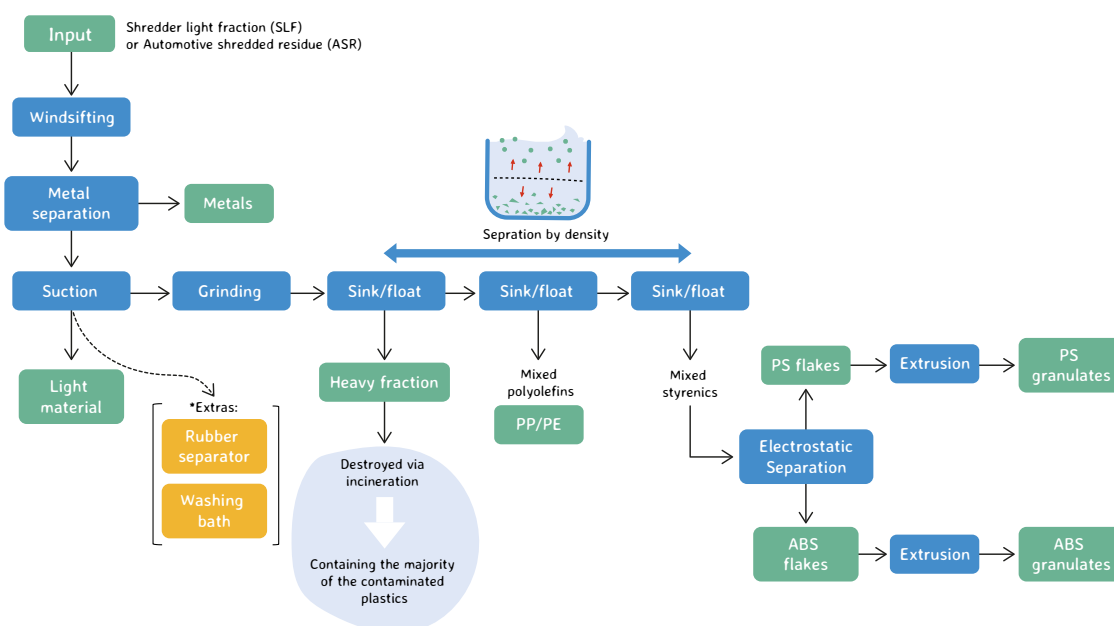 Input
Shredder light fraction (SLF)
or Automotive shredded residue (ASR)
Windsifting
Metal
separation
Metals
Sepration by density
Suction
Grinding
Sink/float
Sink/float
Sink/float
Light
material
*Extras:
Rubber
separator
Washing
bath
Heavy fraction
Destroyed via
incineration
Containing the majority
of the contaminated
plastics
Mixed
polyolefins
PP/PE
Mixed
styrenics
Electrostatic
Separation
PS flakes
Extrusion
PS
granulates
ABS
flakes
Extrusion
ABS
granulates